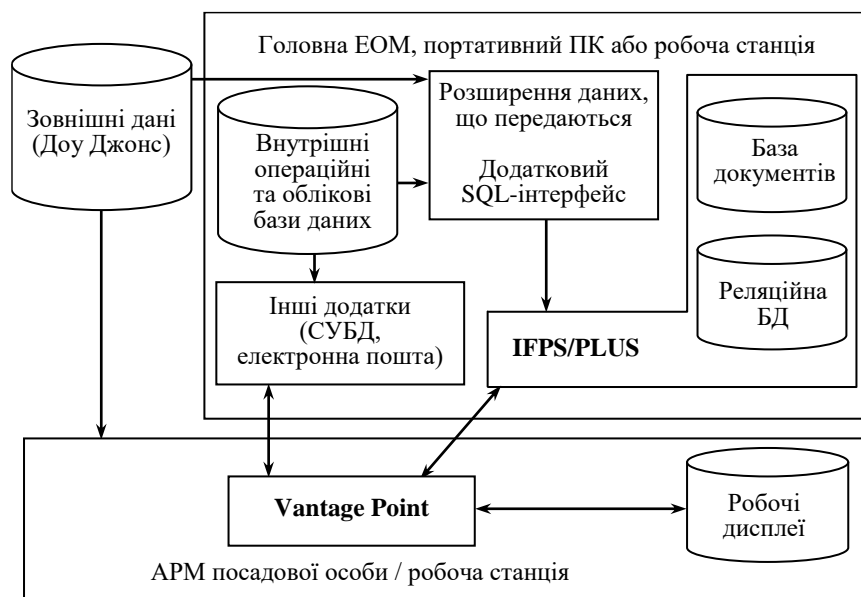 Головна ЕОМ, портативний ПК або робоча станція
Зовнішні дані
(Доу Джонс)
Внутрішні
операційні
та облікові
бази даних
Розширення даних,
що передаються
Додатковий
SQL-інтерфейс
База
документів
Реляційна
БД
Інші додатки
(СУБД,
електронна пошта)
IFPS/PLUS
Vantage Point
Робочі
дисплеї
АРМ посадової особи / робоча станція